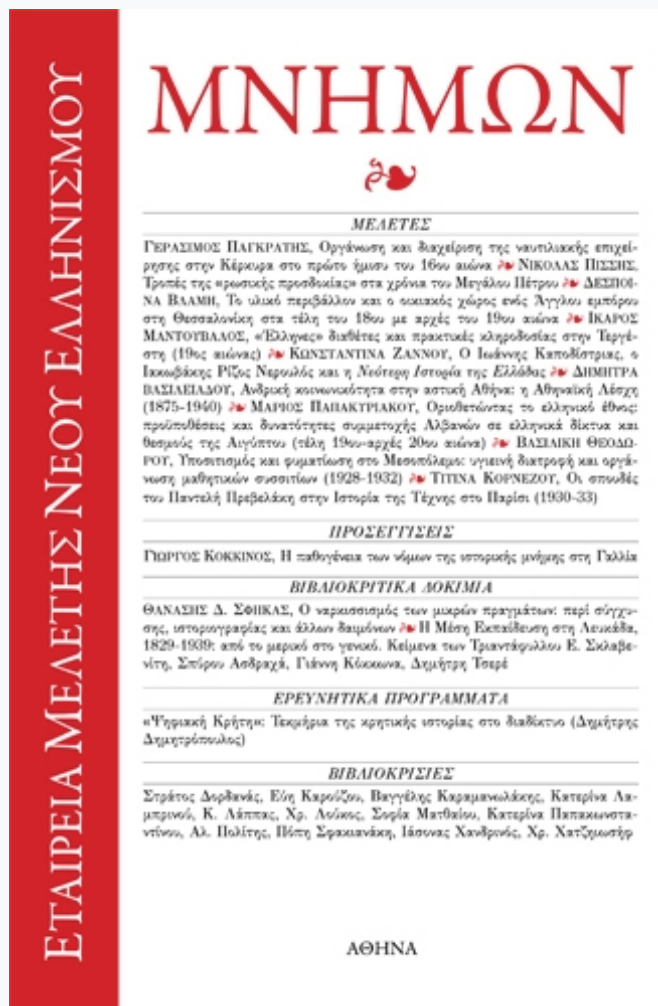 ΕΤΑΙΡΕΙΑ ΜΕΛΕΤΗΣ ΝΕΟΥ ΕΛΛΗΝΙΣΜΟΥ
ΜΝΗΜΩΝ
ΜΕΛΕΤΕΣ
ΓΕΡΑΣΙΜΟΣ ΠΑΓΚΡΑΤΗΣ, Οργάνωση και διαχείριση της ναυτιλιακής επιχεί-
ρησης στην Κέρκυρα στο πρώτο ήμισυ του 16ου αιώνα ΝΙΚΟΛΑΣ ΠΙΣΣΗΣ,
Τροπές της «ρωσικής προσδοκίας» στα χρόνια του Μεγάλου Πέτρου ΔΕΣΠΟΙ-
ΝΑ ΒΛΑΜΗ, Το υλικό περιβάλλον και ο οικιακός χώρος ενός Άγγλου εμπόρου
στη Θεσσαλονίκη στα τέλη του 18ου με αρχές του 19ου αιώνα ΙΚΑΡΟΣ
ΜΑΝΤΟΥΒΑΛΟΣ, «Έλληνες» διαθέτες και πρακτικές κληροδοσίας στην Τεργέ-
στη (19ος αιώνας) ΚΩΝΣΤΑΝΤΙΝΑ ΖΑΝΝΟΥ, Ο Ιωάννης Καποδίστριας, ο
Ιακωβάκης Ρίζος Νερουλός και η Νεότερη Ιστορία της Ελλάδας ΔΗΜΗΤΡΑ
ΒΑΣΙΛΕΙΑΔΟΥ, Ανδρική κοινωνικότητα στην αστική Αθήνα: η Αθηναϊκή Λέσχη
(1875-1940) ΜΑΡΙΟΣ ΠΑΠΑΚΥΡΙΑΚΟΥ, Οριοθετώντας το ελληνικό έθνος:
προϋποθέσεις και δυνατότητες συμμετοχής Αλβανών σε ελληνικά δίκτυα και
θεσμούς της Αιγύπτου (τέλη 19ου-αρχές 20ου αιώνα) ΒΑΣΙΛΙΚΗ ΘΕΟΔΩ-
ΡΟΥ, Υποσιτισμός και φυματίωση στο Μεσοπόλεμο: υγιεινή διατροφή και οργά-
νωση μαθητικών συσσιτίων (1928-1932) ΤΙΤΙΝΑ ΚΟΡΝΕΖΟΥ, Οι σπουδές
του Παντελή Πρεβελάκη στην Ιστορία της Τέχνης στο Παρίσι (1930-33)
ΠΡΟΣΕΓΓΙΣΕΙΣ
ΓΙΩΡΓΟΣ ΚΟΚΚΙΝΟΣ, Η παθογένεια των νόμων της ιστορικής μνήμης στη Γαλλία
ΒΙΒΛΙΟΚΡΙΤΙΚΑ ΔΟΚΙΜΙΑ
ΘΑΝΑΣΗΣ Δ. ΣΦΗΚΑΣ, Ο ναρκισσισμός των μικρών πραγμάτων: περί σύγχυ-
σης, ιστοριογραφίας και άλλων δαιμόνων Η Μέση Εκπαίδευση στη Λευκάδα,
1829-1939: από το μερικό στο γενικό. Κείμενα των Τριαντάφυλλου Ε. Σκλαβε-
νίτη, Σπύρου Ασδραχά, Γιάννη Κόκκωνα, Δημήτρη Τσερέ
ΕΡΕΥΝΗΤΙΚΑ ΠΡΟΓΡΑΜΜΑΤΑ
«Ψηφιακή Κρήτη»: Τεκμήρια της κρητικής ιστορίας στο διαδίκτυο (Δημήτρης
Δημητρόπουλος)
ΒΙΒΛΙΟΚΡΙΣΙΕΣ
Στράτος Δορδανάς, Εύη Καρούζου, Βαγγέλης Καραμανωλάκης, Κατερίνα Λα-
μπρινού, Κ. Λάππας, Χρ. Λούκος, Σοφία Ματθαίου, Κατερίνα Παπακωνστα-
ντίνου, Αλ. Πολίτης, Πόπη Σφακιανάκη, Ιάσονας Χανδρινός, Χρ. Χατζηιωσήφ
ΑΘΗΝΑ